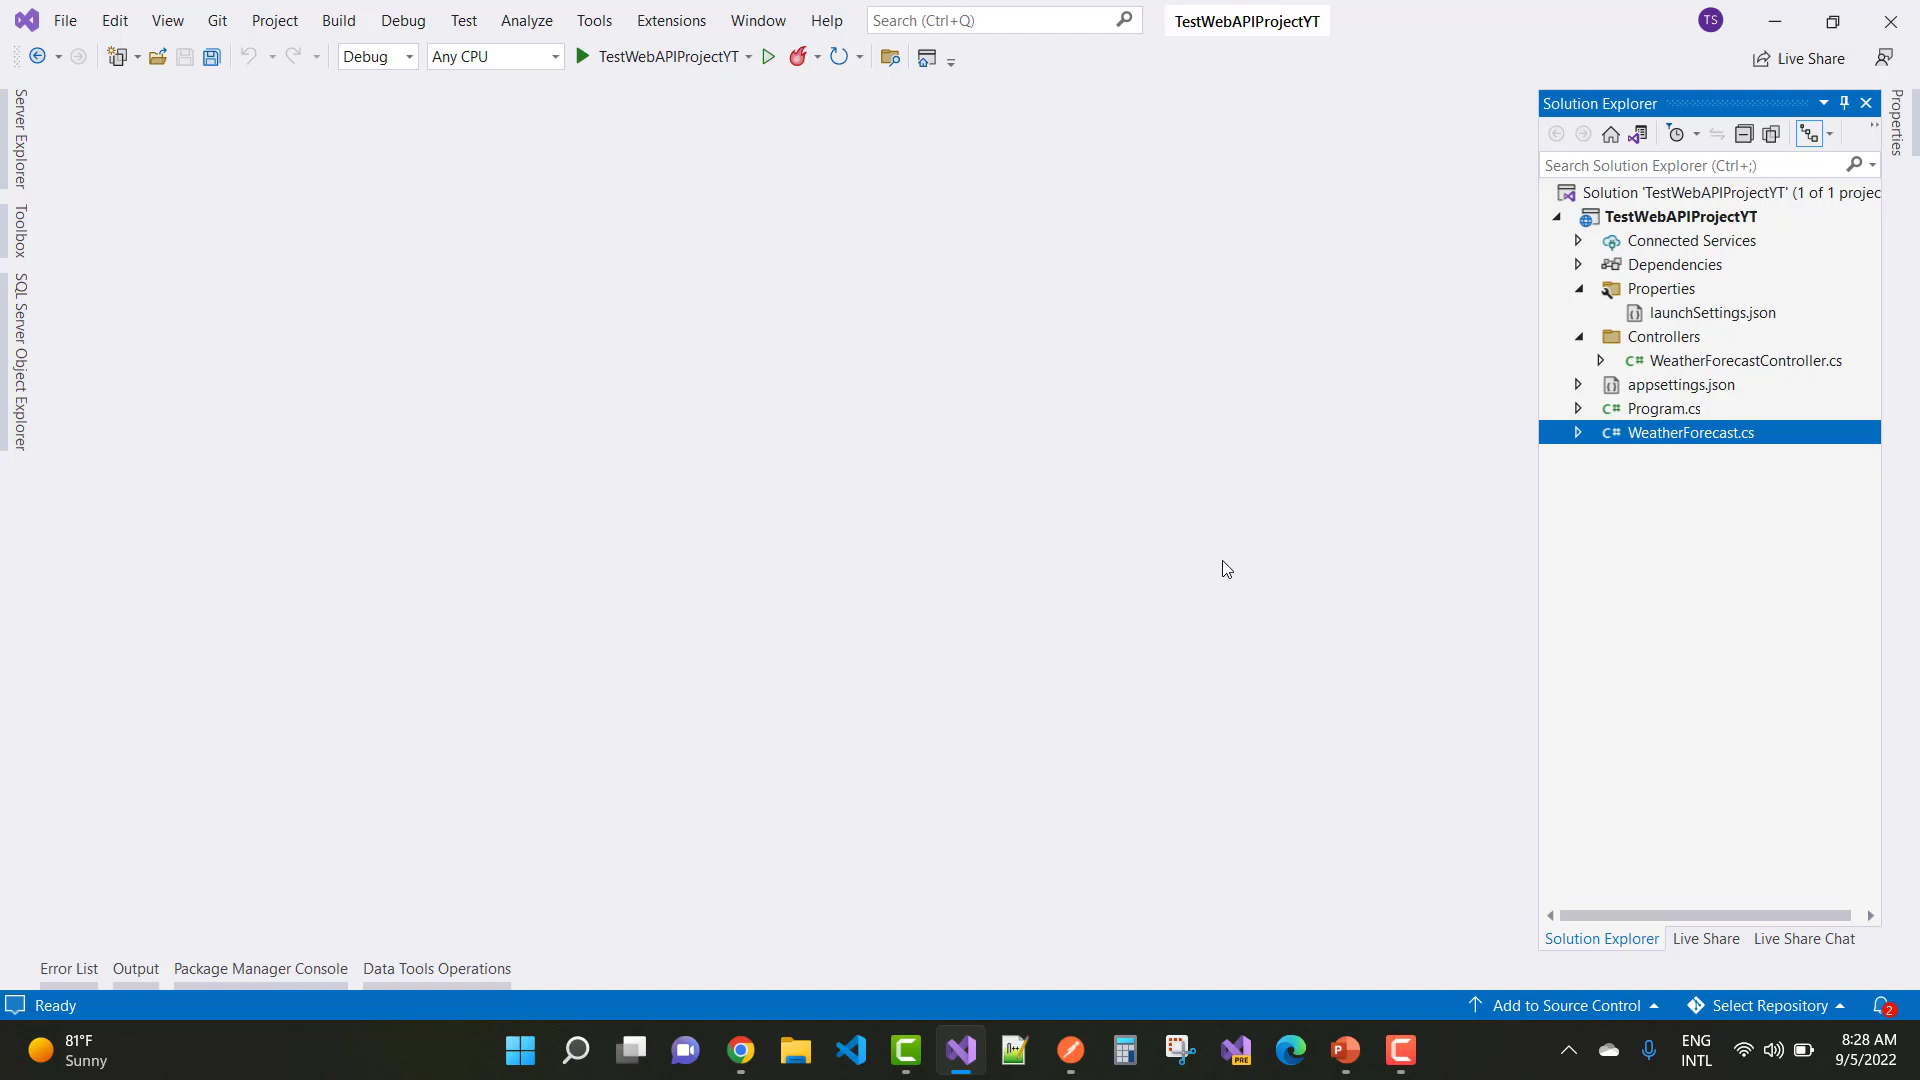 File Edit View Git Project Build Debug Test Analyze Tools Extensions Window Help Search (Ctrl+Q) TestWebAPIProjectYT TS
Debug Any CPU TestWebAPIProjectYT Live Share
Server Explorer
Toolbox
SQL Server Object Explorer
Solution Explorer
Search Solution Explorer (Ctrl+;)
Solution 'TestWebAPIProjectYT' (1 of 1 projec
TestWebAPIProjectYT
Connected Services
Dependencies
Properties
launchSettings.json
Controllers
C# WeatherForecastController.cs
appsettings.json
C# Program.cs
C# WeatherForecast.cs
Solution Explorer Live Share Live Share Chat
Properties
Error List Output Package Manager Console Data Tools Operations
Ready Add to Source Control Select Repository 2
81°F
Sunny
PRE
P
ENG
INTL
8:28 AM
9/5/2022